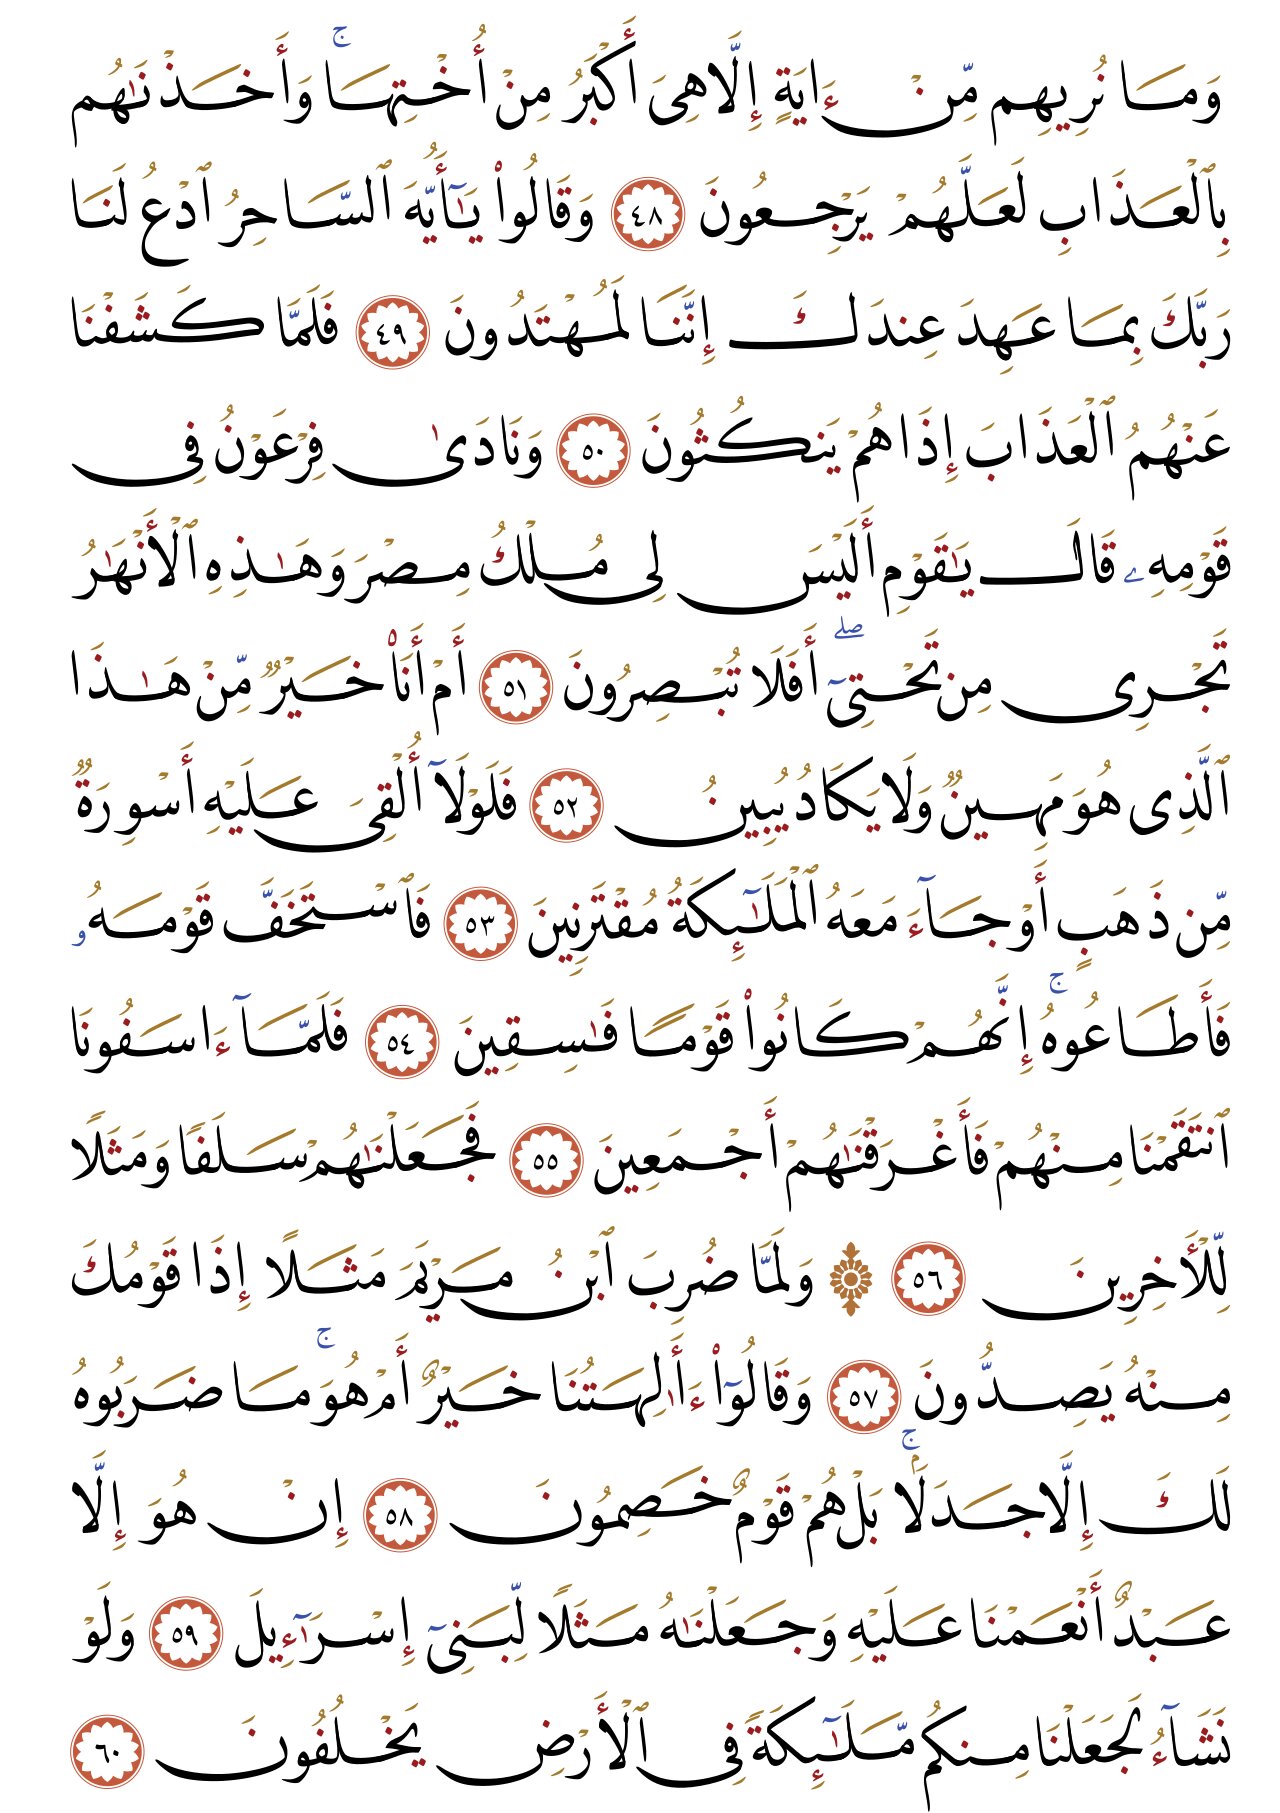 وَمَا نُرِيهِم مِّنْ ءَايَةٍ إِلَّا هِىَ أَكْبَرُ مِنْ أُخْتِهَا ۚ وَأَخَذْنَٰهُم
بِٱلْعَذَابِ لَعَلَّهُمْ يَرْجِعُونَ ٤٨ وَقَالُوا۟ يَٰٓأَيُّهَ ٱلسَّاحِرُ ٱدْعُ لَنَا
رَبَّكَ بِمَا عَهِدَ عِندَكَ إِنَّنَا لَمُهْتَدُونَ ٤٩ فَلَمَّا كَشَفْنَا
عَنْهُمُ ٱلْعَذَابَ إِذَا هُمْ يَنكُثُونَ ٥٠ وَنَادَىٰ فِرْعَوْنُ فِى
قَوْمِهِۦ قَالَ يَٰقَوْمِ أَلَيْسَ لِى مُلْكُ مِصْرَ وَهَٰذِهِ ٱلْأَنْهَٰرُ
تَجْرِى مِن تَحْتِىٓ ۖ أَفَلَا تُبْصِرُونَ ٥١ أَمْ أَنَا۠ خَيْرٌ مِّنْ هَٰذَا
ٱلَّذِى هُوَ مَهِينٌ وَلَا يَكَادُ يُبِينُ ٥٢ فَلَوْلَآ أُلْقِىَ عَلَيْهِ أَسْوِرَةٌ
مِّن ذَهَبٍ أَوْ جَآءَ مَعَهُ ٱلْمَلَٰٓئِكَةُ مُقْتَرِنِينَ ٥٣ فَٱسْتَخَفَّ قَوْمَهُۥ
فَأَطَاعُوهُ ۚ إِنَّهُمْ كَانُوا۟ قَوْمًا فَٰسِقِينَ ٥٤ فَلَمَّآ ءَاسَفُونَا
ٱنتَقَمْنَا مِنْهُمْ فَأَغْرَقْنَٰهُمْ أَجْمَعِينَ ٥٥ فَجَعَلْنَٰهُمْ سَلَفًا وَمَثَلًا
لِّلْأَخِرِينَ ٥٦ ۞ وَلَمَّا ضُرِبَ ٱبْنُ مَرْيَمَ مَثَلًا إِذَا قَوْمُكَ
مِنْهُ يَصِدُّونَ ٥٧ وَقَالُوٓا۟ ءَأَٰلِهَتُنَا خَيْرٌ أَمْ هُوَ ۚ مَا ضَرَبُوهُ
لَكَ إِلَّا جَدَلًۢا ۚ بَلْ هُمْ قَوْمٌ خَصِمُونَ ٥٨ إِنْ هُوَ إِلَّا
عَبْدٌ أَنْعَمْنَا عَلَيْهِ وَجَعَلْنَٰهُ مَثَلًا لِّبَنِىٓ إِسْرَٰٓءِيلَ ٥٩ وَلَوْ
نَشَآءُ لَجَعَلْنَا مِنكُم مَّلَٰٓئِكَةً فِى ٱلْأَرْضِ يَخْلُفُونَ ٦٠